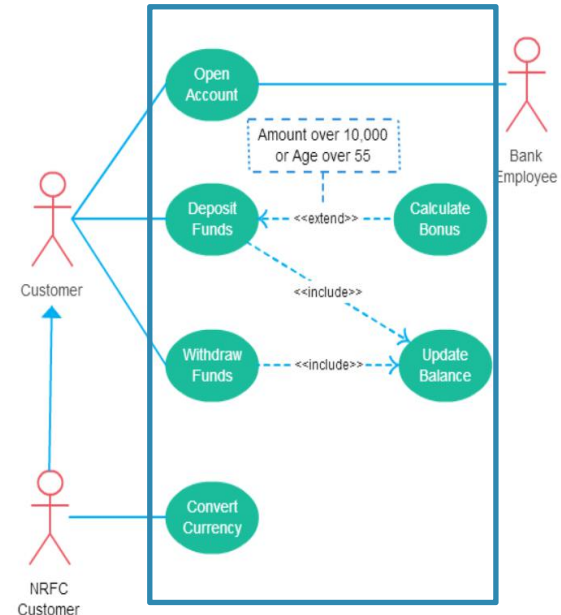 Open
Account
Amount over 10,000
or Age over 55
Bank
Employee
Deposit
Funds
<<extend>>
Calculate
Bonus
Customer
<<include>>
Withdraw
Funds
<<include>>
Update
Balance
Convert
Currency
NRFC
Customer